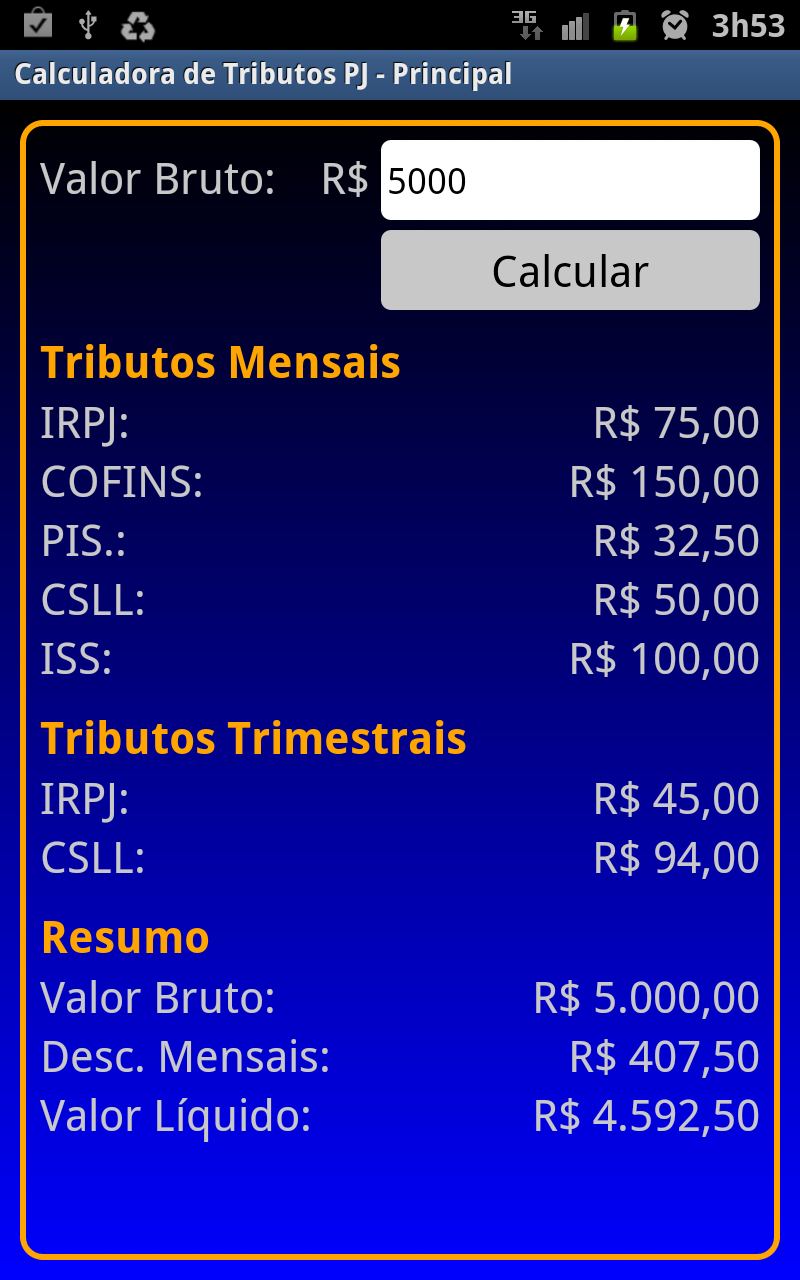 3G 3h53
Calculadora de Tributos PJ - Principal
Valor Bruto: R$ 5000
Calcular
Tributos Mensais
IRPJ: R$ 75,00
COFINS: R$ 150,00
PIS.: R$ 32,50
CSLL: R$ 50,00
ISS: R$ 100,00
Tributos Trimestrais
IRPJ: R$ 45,00
CSLL: R$ 94,00
Resumo
Valor Bruto: R$ 5.000,00
Desc. Mensais: R$ 407,50
Valor Líquido: R$ 4.592,50